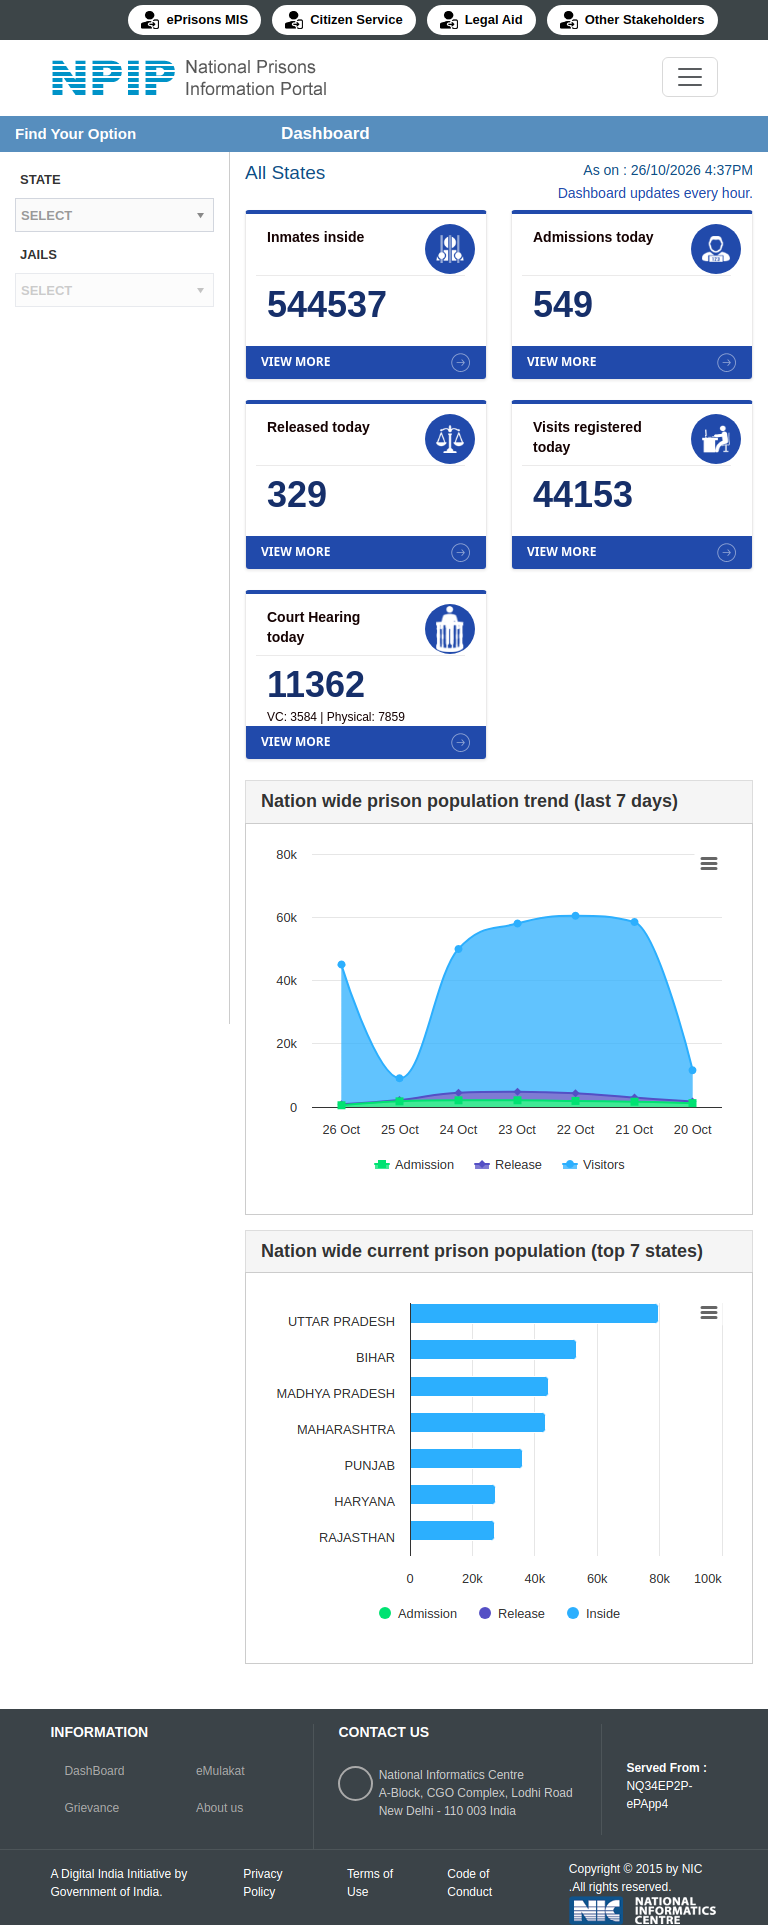 ePrisons MIS
Citizen Service
Legal Aid
Other Stakeholders
NPIP
National Prisons
Information Portal
Find Your Option
Dashboard
STATE
SELECT
JAILS
SELECT
All States
As on : 26/10/2026 4:37PM
Dashboard updates every hour.
Inmates inside
544537
VIEW MORE
Admissions today
549
VIEW MORE
Released today
329
VIEW MORE
Visits registered
today
44153
VIEW MORE
Court Hearing
today
11362
VC: 3584 | Physical: 7859
VIEW MORE
Nation wide prison population trend (last 7 days)
80k
60k
40k
20k
0
26 Oct 25 Oct 24 Oct 23 Oct 22 Oct 21 Oct 20 Oct
Admission Release Visitors
Nation wide current prison population (top 7 states)
UTTAR PRADESH
BIHAR
MADHYA PRADESH
MAHARASHTRA
PUNJAB
HARYANA
RAJASTHAN
0 20k 40k 60k 80k 100k
Admission Release Inside
INFORMATION
DashBoard
eMulakat
Grievance
About us
CONTACT US
National Informatics Centre
A-Block, CGO Complex, Lodhi Road
New Delhi - 110 003 India
Served From :
NQ34EP2P-
ePApp4
A Digital India Initiative by
Government of India.
Privacy
Policy
Terms of
Use
Code of
Conduct
Copyright © 2015 by NIC
.All rights reserved.
NIC
NATIONAL
INFORMATICS
CENTRE